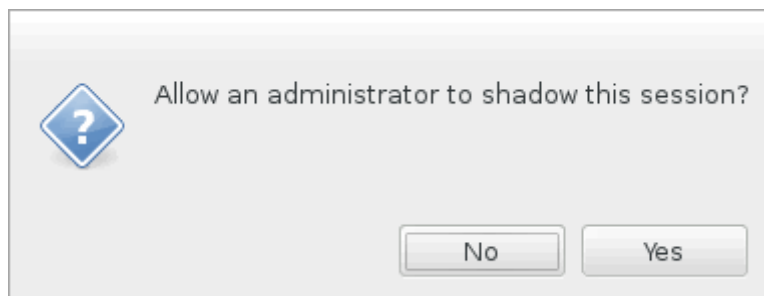 Allow an administrator to shadow this session?
?
No Yes